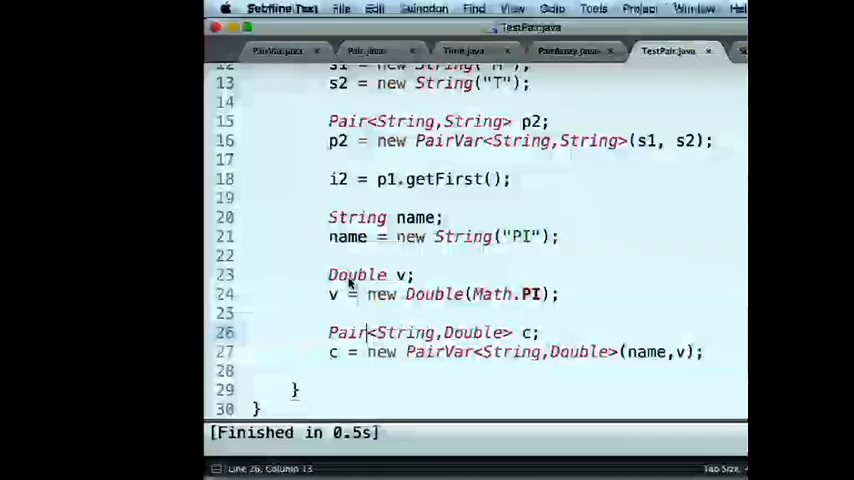 Sublime Text File Edit Selection Find View Goto Tools Project Window
TestPair.java
PairVar.java Pair.java Time.java PairArray.java TestPair.java
12 s1 = new String("M");
13 s2 = new String("T");
14
15 Pair<String,String> p2;
16 p2 = new PairVar<String,String>(s1, s2);
17
18 i2 = p1.getFirst();
19
20 String name;
21 name = new String("PI");
22
23 Double v;
24 v = new Double(Math.PI);
25
26 Pair<String,Double> c;
27 c = new PairVar<String,Double>(name,v);
28
29 }
30 }
[Finished in 0.5s]
Line 26, Column 13 Tab Size: